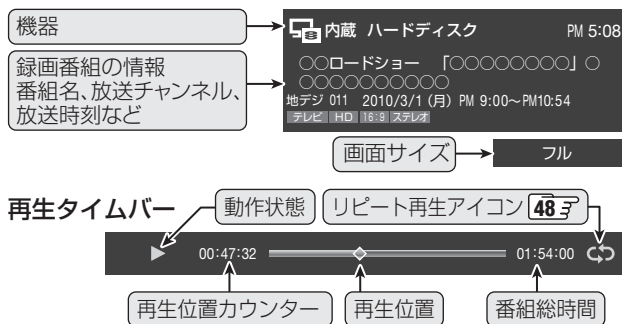 機器
内蔵 ハードディスク PM 5:08
録画番組の情報
番組名、放送チャンネル、
放送時刻など
○○ロードショー 「○○○○○○○○」○
○○○○○○○○○○
地デジ 011 2010/3/1 (月) PM 9:00～PM10:54
テレビ HD 16:9 ステレオ
画面サイズ フル
再生タイムバー 動作状態 リピート再生アイコン 48
00:47:32 01:54:00
再生位置カウンター 再生位置 番組総時間